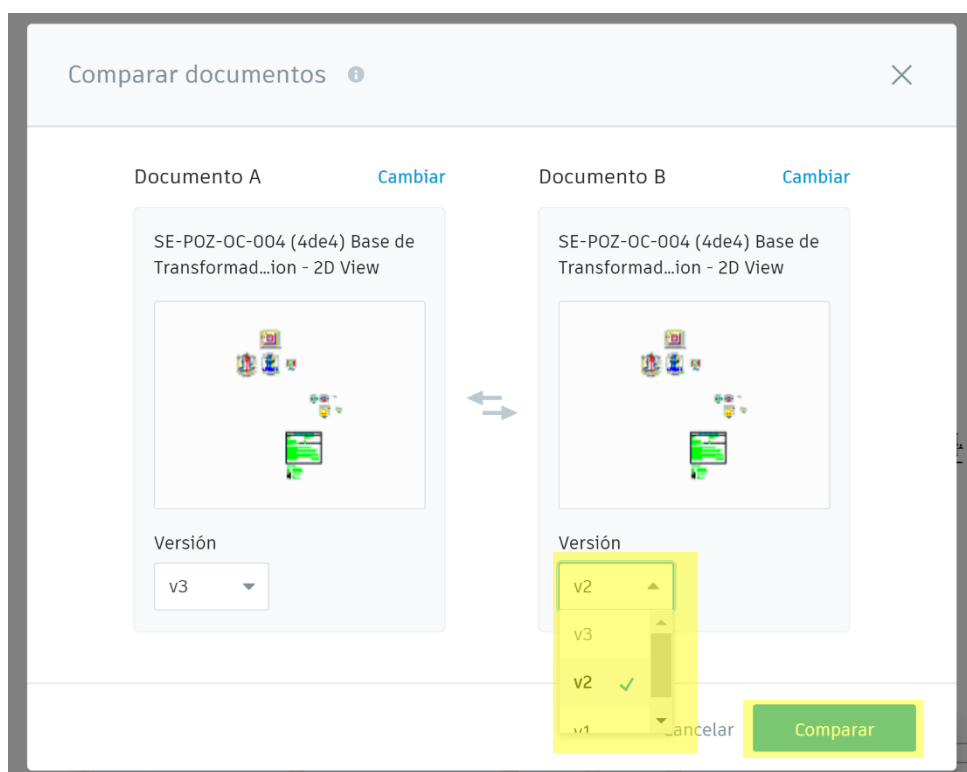 Comparar documentos
Documento A
Cambiar
Documento B
Cambiar
SE-POZ-OC-004 (4de4) Base de
Transformad...ion - 2D View
SE-POZ-OC-004 (4de4) Base de
Transformad...ion - 2D View
Versión
v3
Versión
v2
v3
v2
v1
Cancelar
Comparar